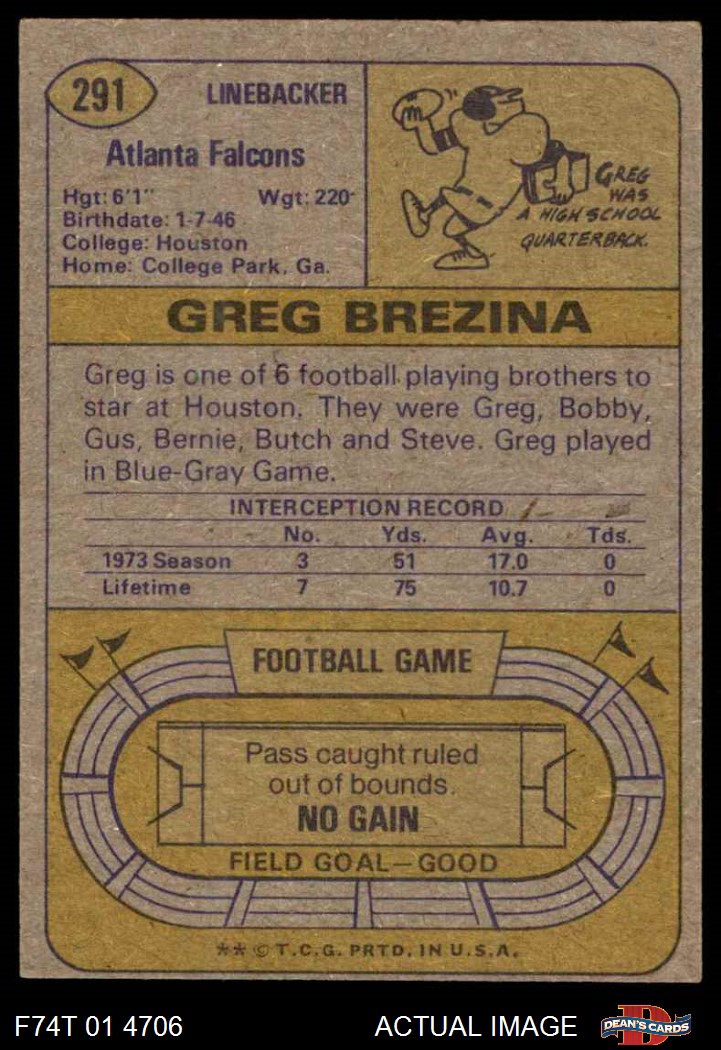 291
LINEBACKER
Atlanta Falcons
Hgt: 6'1" Wgt: 220
Birthdate: 1-7-46
College: Houston
Home: College Park, Ga.
GREG
WAS
A HIGH SCHOOL
QUARTERBACK.
GREG BREZINA
Greg is one of 6 football playing brothers to
star at Houston. They were Greg, Bobby,
Gus, Bernie, Butch and Steve. Greg played
in Blue-Gray Game.
INTERCEPTION RECORD
No. Yds. Avg. Tds.
1973 Season 3 51 17.0 0
Lifetime 7 75 10.7 0
FOOTBALL GAME
Pass caught ruled
out of bounds.
NO GAIN
FIELD GOAL—GOOD
** © T.C.G. PRTD. IN U.S.A.
F74T 01 4706 ACTUAL IMAGE D DEAN'S CARDS